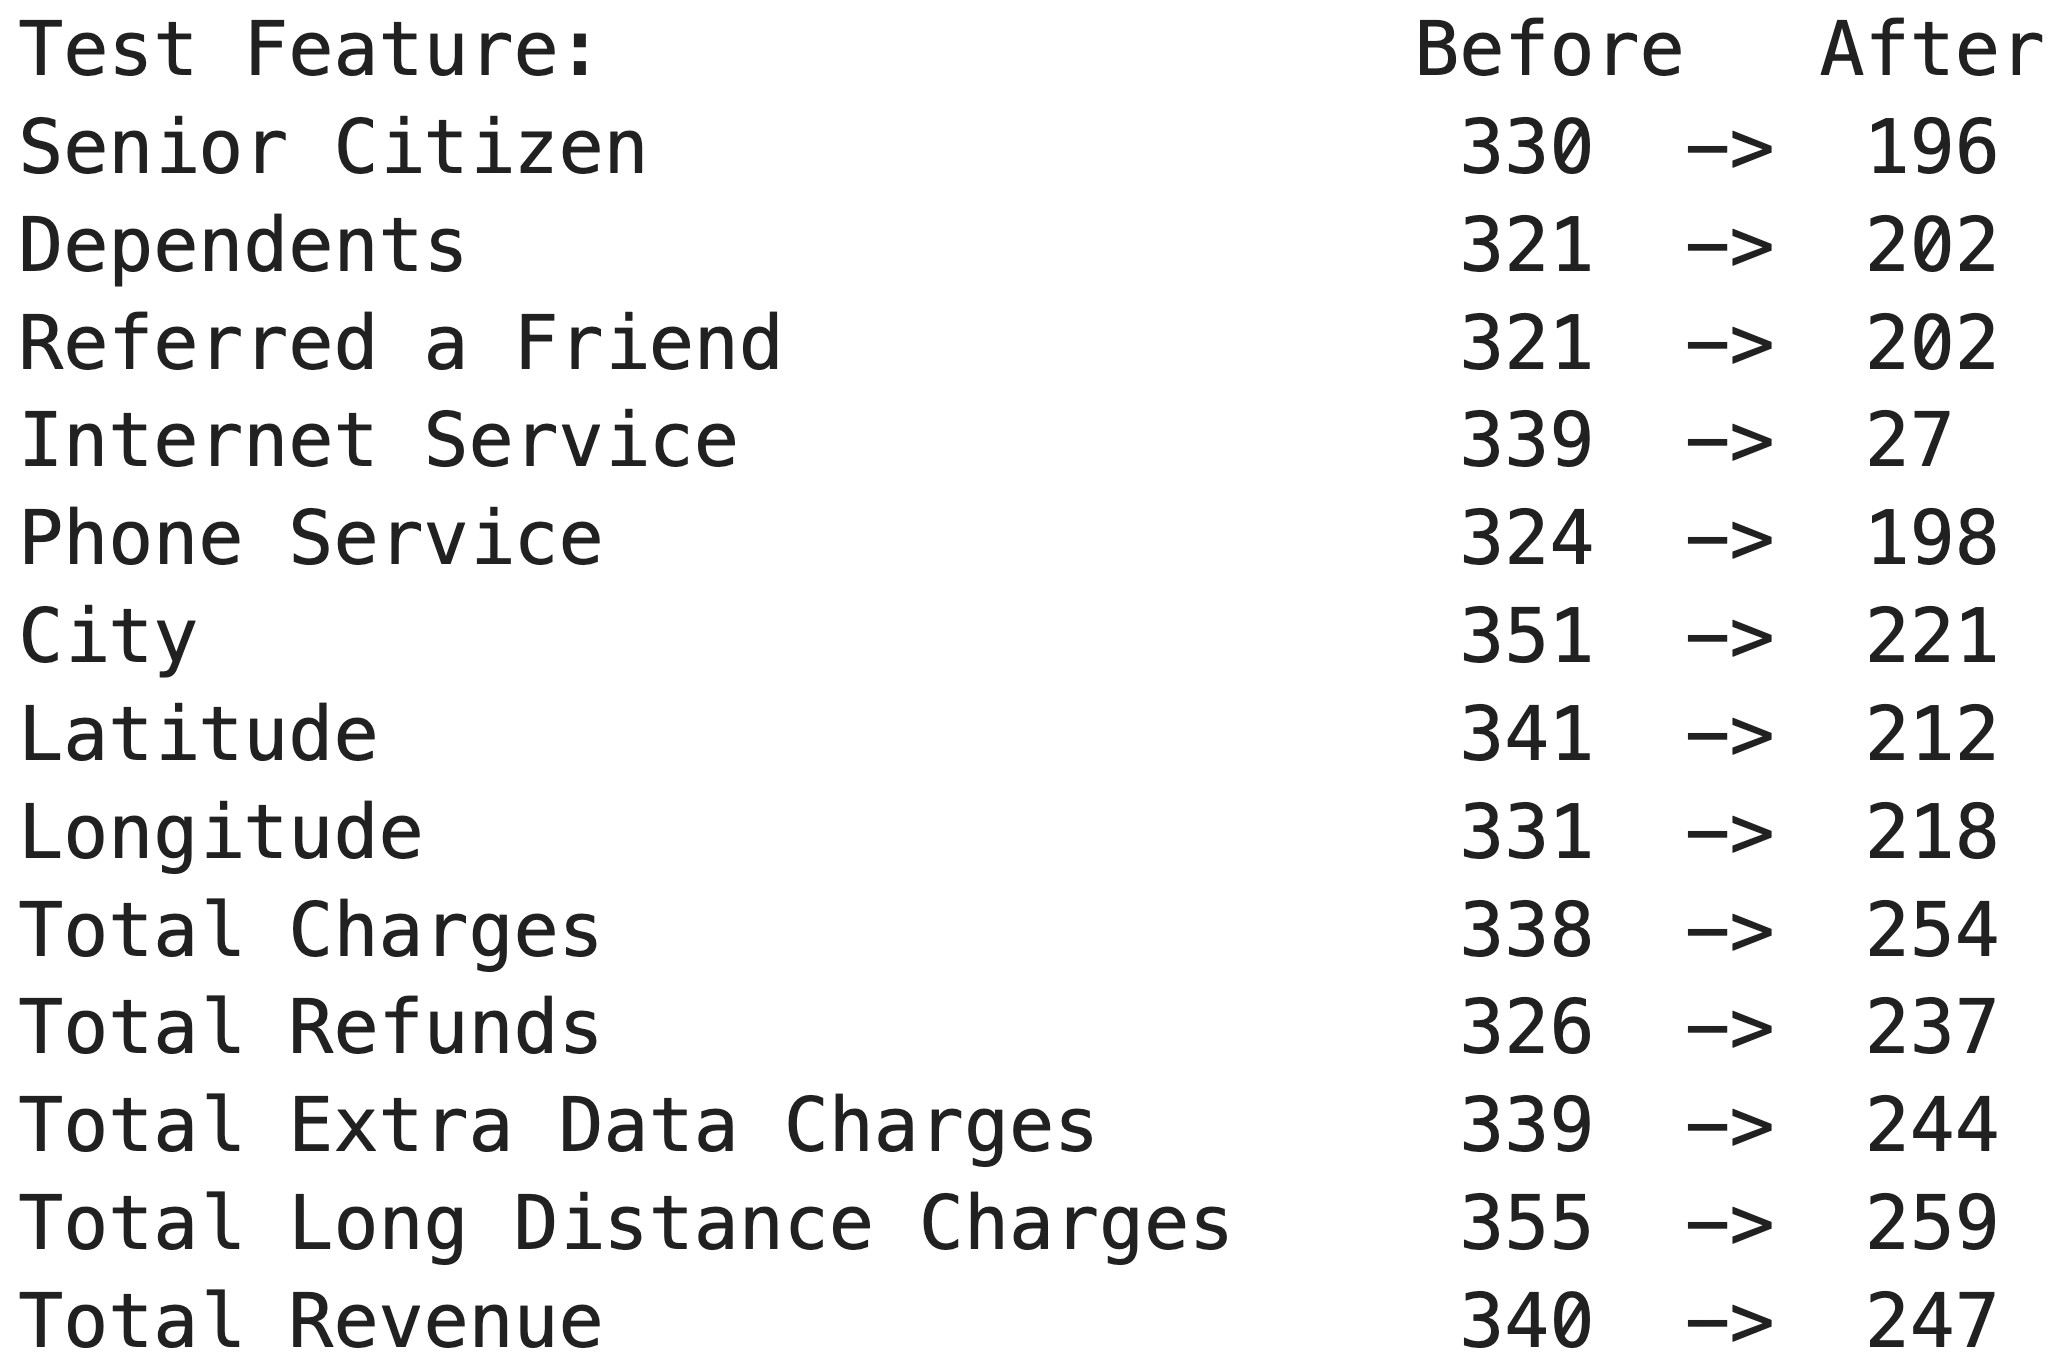 Test Feature: Before After
Senior Citizen 330 —> 196
Dependents 321 —> 202
Referred a Friend 321 —> 202
Internet Service 339 —> 27
Phone Service 324 —> 198
City 351 —> 221
Latitude 341 —> 212
Longitude 331 —> 218
Total Charges 338 —> 254
Total Refunds 326 —> 237
Total Extra Data Charges 339 —> 244
Total Long Distance Charges 355 —> 259
Total Revenue 340 —> 247